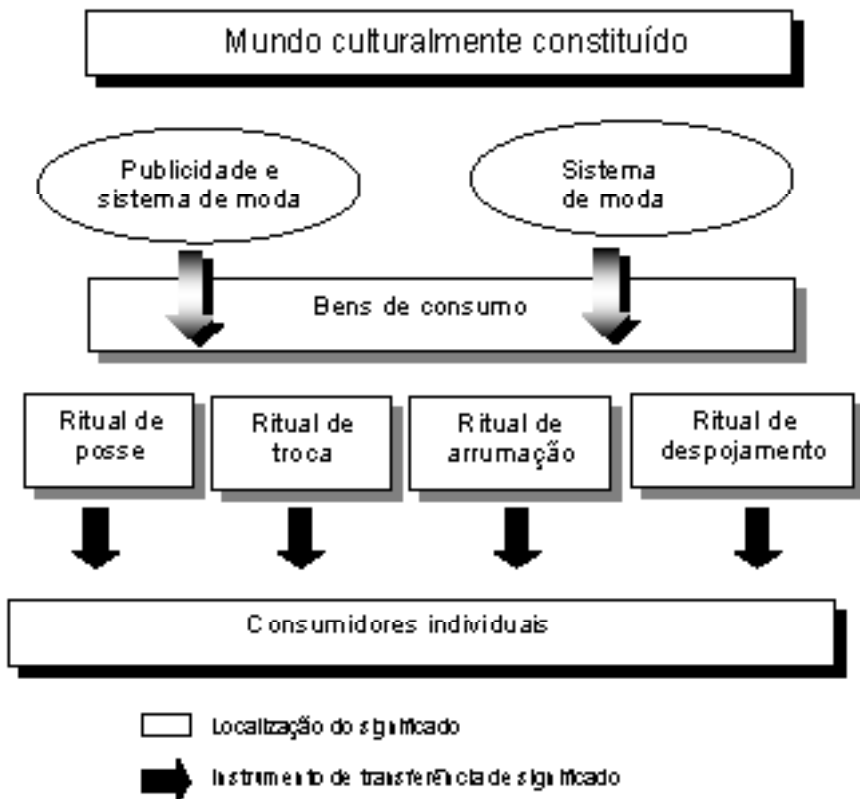 Mundo culturalmente constituído
Publicidade e
sistema de moda
Sistema
de moda
Bens de consumo
Ritual de
posse
Ritual de
troca
Ritual de
arrumação
Ritual de
despojamento
Consumidores individuais
Localização do significado
Instrumento de transferência de significado